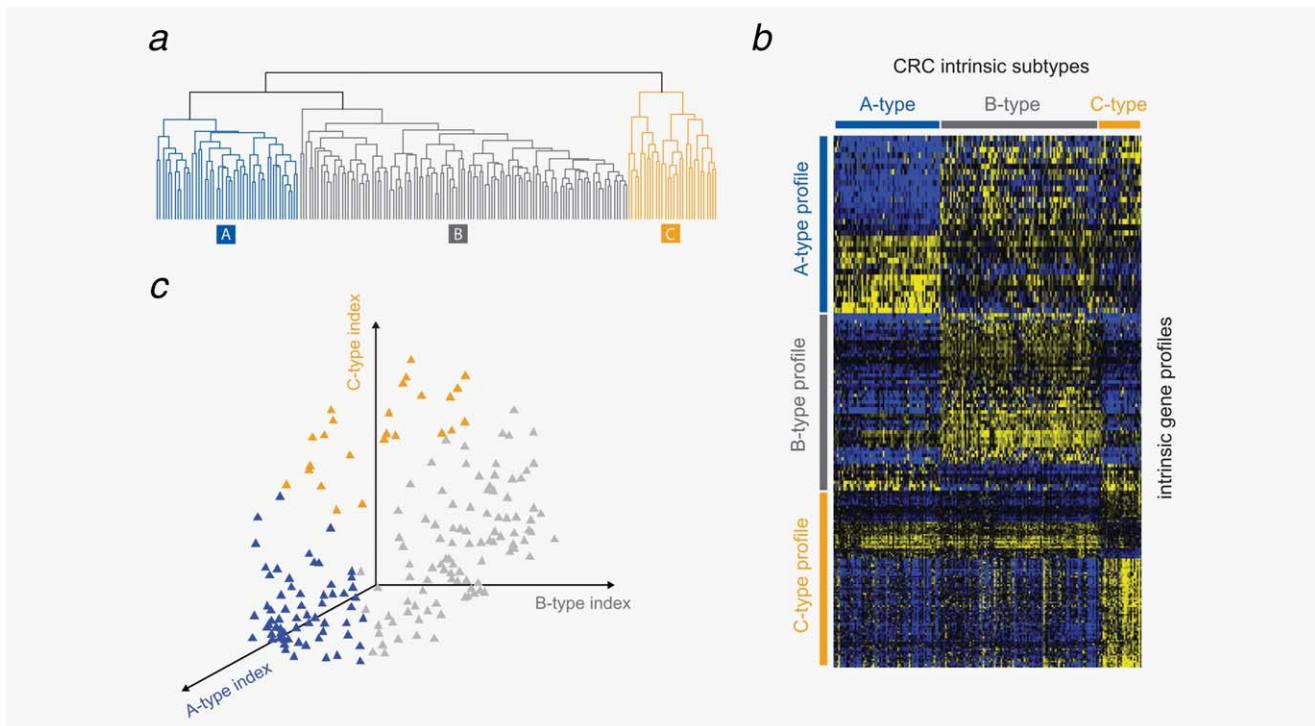 a
A
B
C
b
CRC intrinsic subtypes
A-type
B-type
C-type
A-type profile
B-type profile
C-type profile
intrinsic gene profiles
c
C-type index
B-type index
A-type index